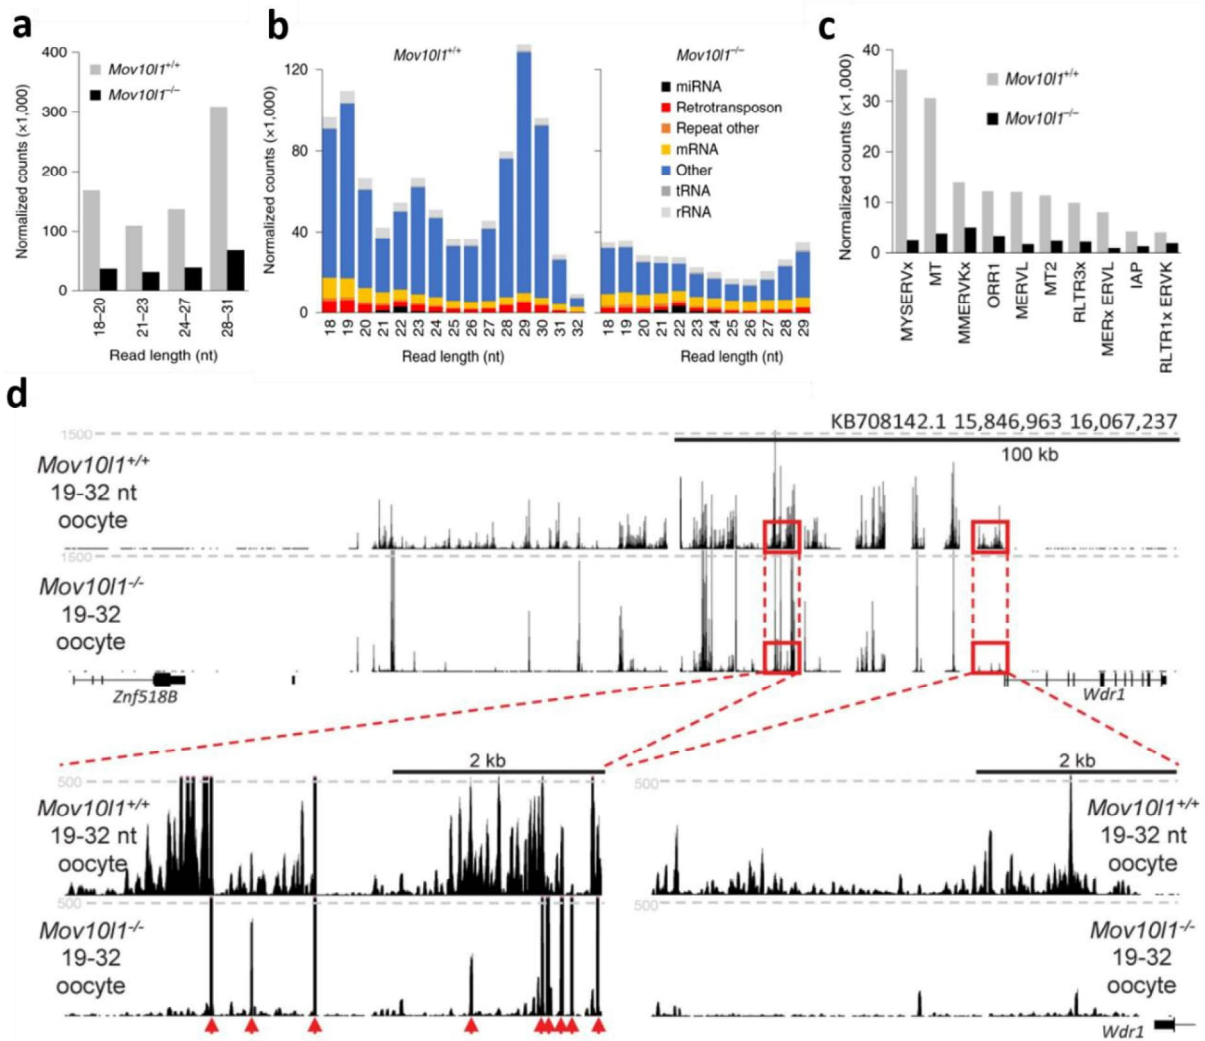 a
400
300
200
100
0
Normalized counts (×1,000)
Mov10l1+/+
Mov10l1–/–
18–20
21–23
24–27
28–31
Read length (nt)
b
Mov10l1+/+
Mov10l1–/–
120
80
40
0
Normalized counts (×1,000)
miRNA
Retrotransposon
Repeat other
mRNA
Other
tRNA
rRNA
18 19 20 21 22 23 24 25 26 27 28 29 30 31 32
18 19 20 21 22 23 24 25 26 27 28 29
Read length (nt)
Read length (nt)
c
40
30
20
10
0
Normalized counts (×1,000)
Mov10l1+/+
Mov10l1–/–
MYSERVx
MT
MMERVKx
ORR1
MERVL
MT2
RLTR3x
MERx ERVL
IAP
RLTR1x ERVK
d
KB708142.1 15,846,963 16,067,237
100 kb
1500
Mov10l1+/+
19-32 nt
oocyte
1500
Mov10l1-/-
19-32
oocyte
Znf518B
Wdr1
2 kb
500
Mov10l1+/+
19-32 nt
oocyte
500
Mov10l1-/-
19-32
oocyte
2 kb
500
Mov10l1+/+
19-32 nt
oocyte
500
Mov10l1-/-
19-32
oocyte
Wdr1